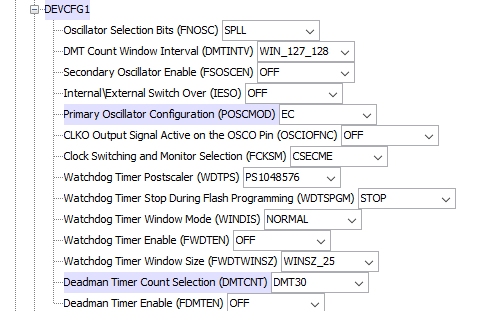 DEVCFG1
Oscillator Selection Bits (FNOSC) SPLL
DMT Count Window Interval (DMTINTV) WIN_127_128
Secondary Oscillator Enable (FSOSCEN) OFF
Internal\External Switch Over (IESO) OFF
Primary Oscillator Configuration (POSCMOD) EC
CLKO Output Signal Active on the OSCO Pin (OSCIOFNC) OFF
Clock Switching and Monitor Selection (FCKSM) CSECME
Watchdog Timer Postscaler (WDTPS) PS1048576
Watchdog Timer Stop During Flash Programming (WDTSPGM) STOP
Watchdog Timer Window Mode (WINDIS) NORMAL
Watchdog Timer Enable (FWDTEN) OFF
Watchdog Timer Window Size (FWDTWINSZ) WINSZ_25
Deadman Timer Count Selection (DMTCNT) DMT30
Deadman Timer Enable (FDMTEN) OFF